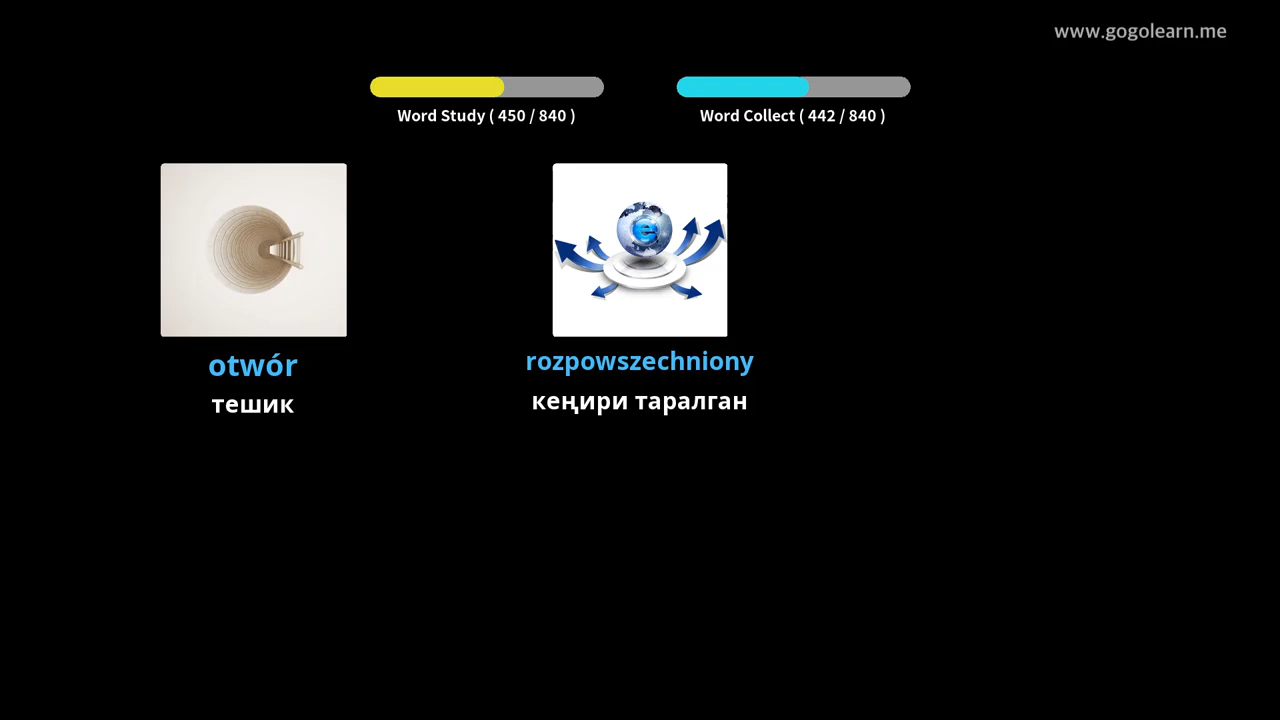 www.gogolearn.me
Word Study ( 450 / 840 )
Word Collect ( 442 / 840 )
e
otwór
тешик
rozpowszechniony
кеңири таралган